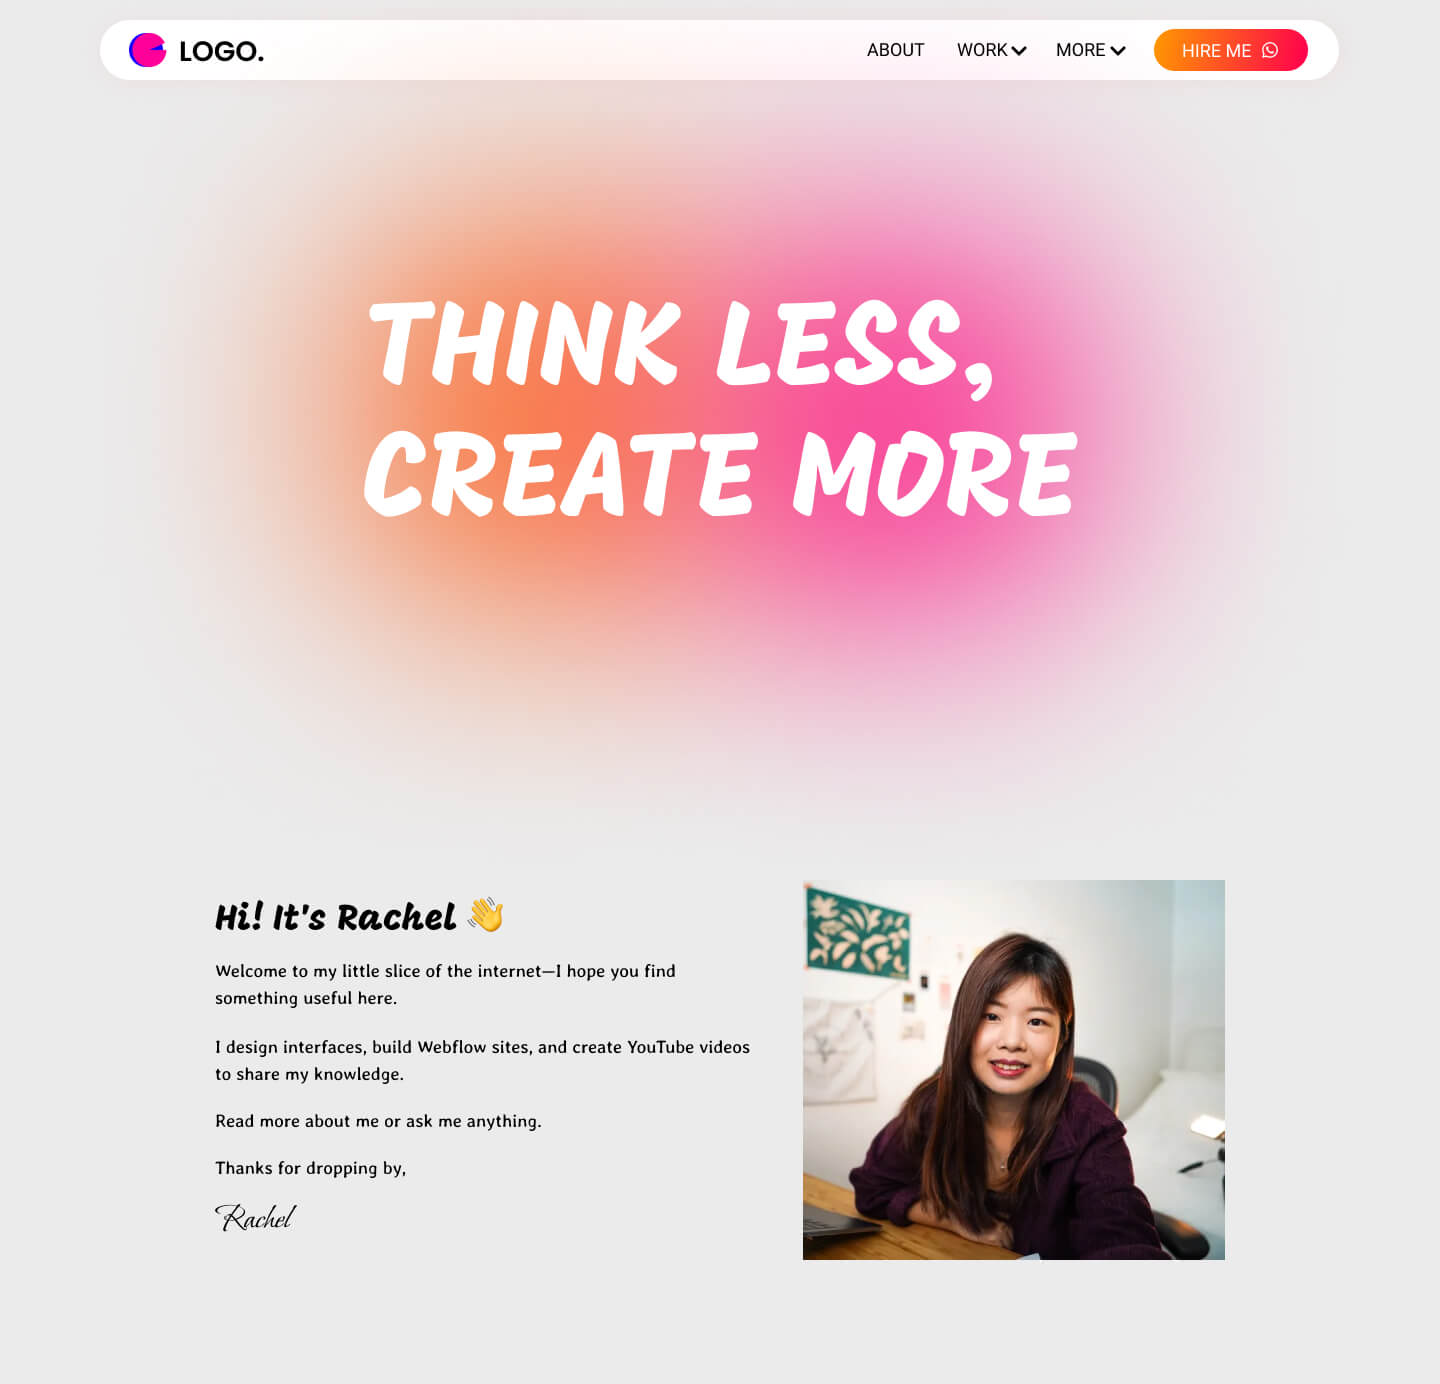 LOGO.
ABOUT
WORK
MORE
HIRE ME
THINK LESS,
CREATE MORE
Hi! It's Rachel 👋
Welcome to my little slice of the internet—I hope you find
something useful here.
I design interfaces, build Webflow sites, and create YouTube videos
to share my knowledge.
Read more about me or ask me anything.
Thanks for dropping by,
Rachel